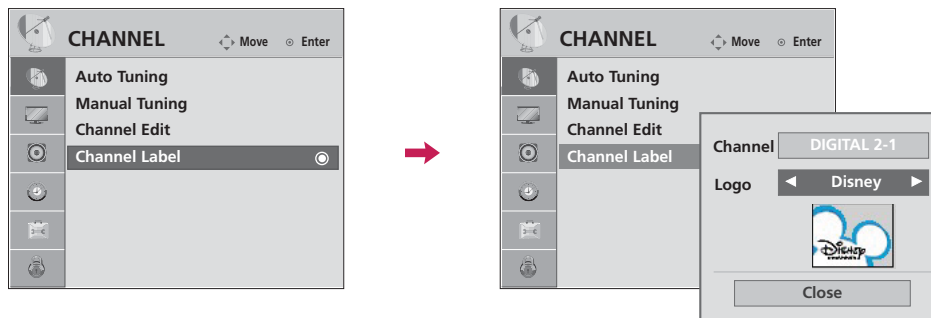 CHANNEL Move Enter
Auto Tuning
Manual Tuning
Channel Edit
Channel Label
CHANNEL Move Enter
Auto Tuning
Manual Tuning
Channel Edit
Channel Label
Channel DIGITAL 2-1
Logo ◄ Disney ►
Disney
Close